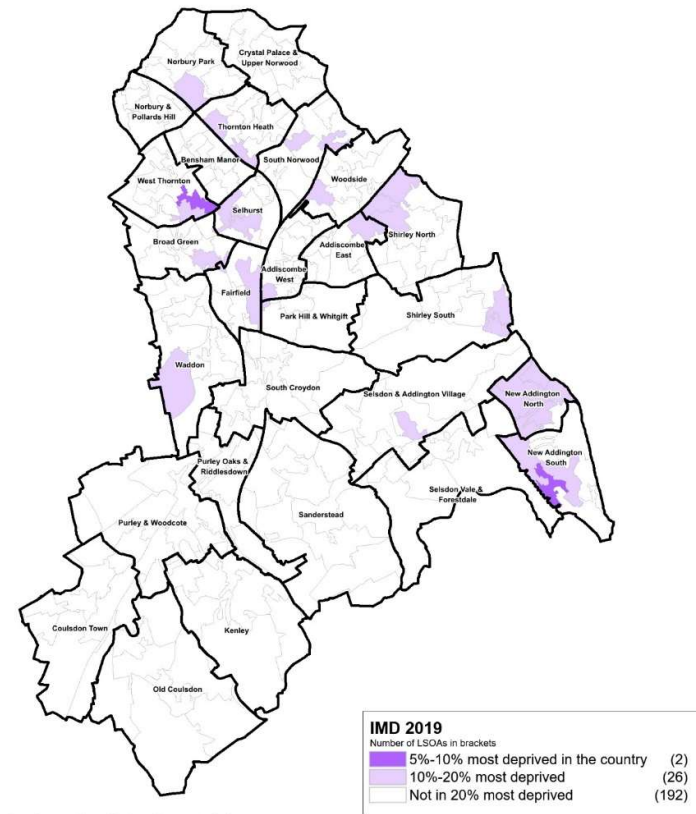 Crystal Palace &
Upper Norwood
Norbury Park
Norbury &
Pollards Hill
Thornton Heath
Bensham Manor
South Norwood
West Thornton
Woodside
Selhurst
Shirley North
Broad Green
Addiscombe
East
Addiscombe
West
Fairfield
Park Hill & Whitgift
Shirley South
Waddon
South Croydon
Selsdon & Addington Village
New Addington
North
New Addington
South
Purley Oaks &
Riddlesdown
Selsdon Vale &
Forestdale
Sanderstead
Purley & Woodcote
Coulsdon Town
Kenley
Old Coulsdon
IMD 2019
Number of LSOAs in brackets
5%-10% most deprived in the country (2)
10%-20% most deprived (26)
Not in 20% most deprived (192)